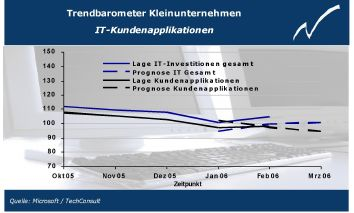 Trendbarometer Kleinunternehmen
IT-Kundenapplikationen
150
140
130
120
110
100
90
80
Lage IT-Investitionen gesamt
Prognose IT Gesamt
Lage Kundenapplikationen
Prognose Kundenapplikationen
Okt 05
Nov 05
Dez 05
Jan 06
Feb 06
Mrz 06
Zeitpunkt
Quelle: Microsoft / TechConsult